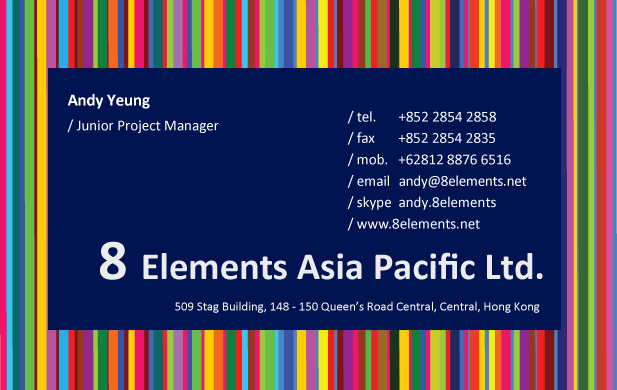 Andy Yeung
/ Junior Project Manager
/ tel. +852 2854 2858
/ fax +852 2854 2835
/ mob. +62812 8876 6516
/ email andy@8elements.net
/ skype andy.8elements
/ www.8elements.net
8 Elements Asia Pacific Ltd.
509 Stag Building, 148 - 150 Queen's Road Central, Central, Hong Kong